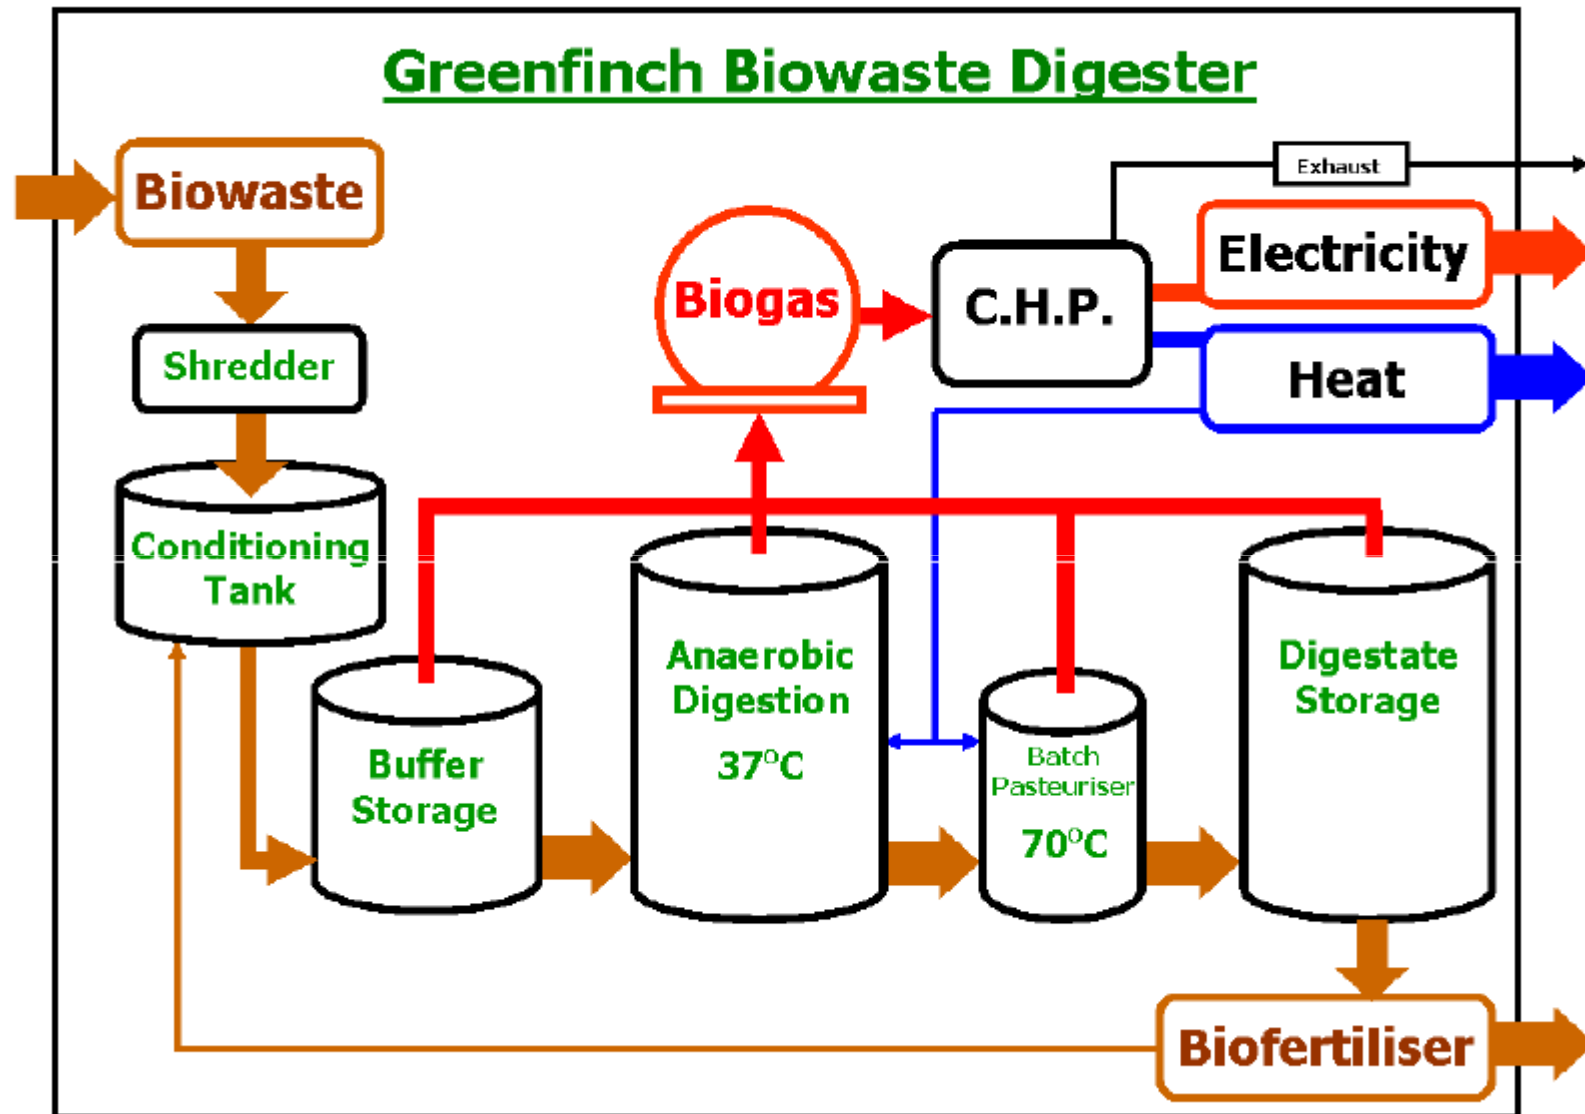 Greenfinch Biowaste Digester
Biowaste
Exhaust
Electricity
Biogas
C.H.P.
Shredder
Heat
Conditioning
Tank
Anaerobic
Digestion
37°C
Digestate
Storage
Buffer
Storage
Batch
Pasteuriser
70°C
Biofertiliser